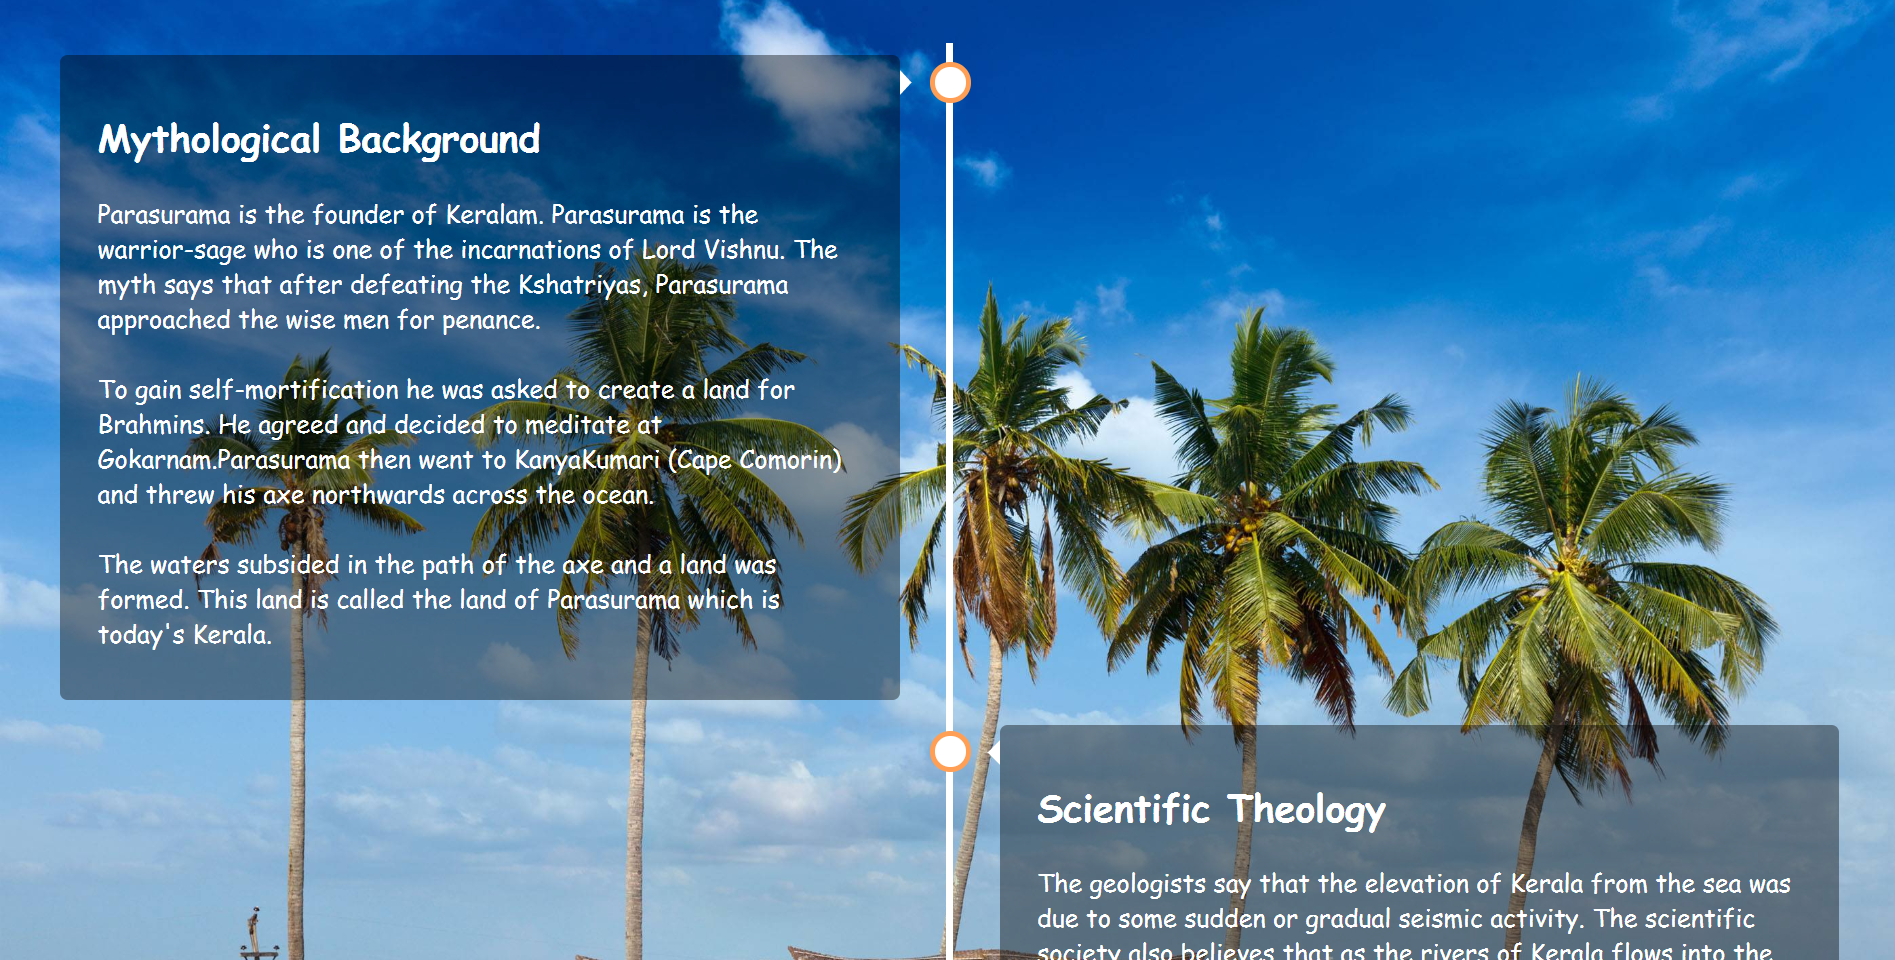 Mythological Background
Parasurama is the founder of Keralam. Parasurama is the
warrior-sage who is one of the incarnations of Lord Vishnu. The
myth says that after defeating the Kshatriyas, Parasurama
approached the wise men for penance.
To gain self-mortification he was asked to create a land for
Brahmins. He agreed and decided to meditate at
Gokarnam.Parasurama then went to KanyaKumari (Cape Comorin)
and threw his axe northwards across the ocean.
The waters subsided in the path of the axe and a land was
formed. This land is called the land of Parasurama which is
today's Kerala.
Scientific Theology
The geologists say that the elevation of Kerala from the sea was
due to some sudden or gradual seismic activity. The scientific
society also believes that as the rivers of Kerala flows into the